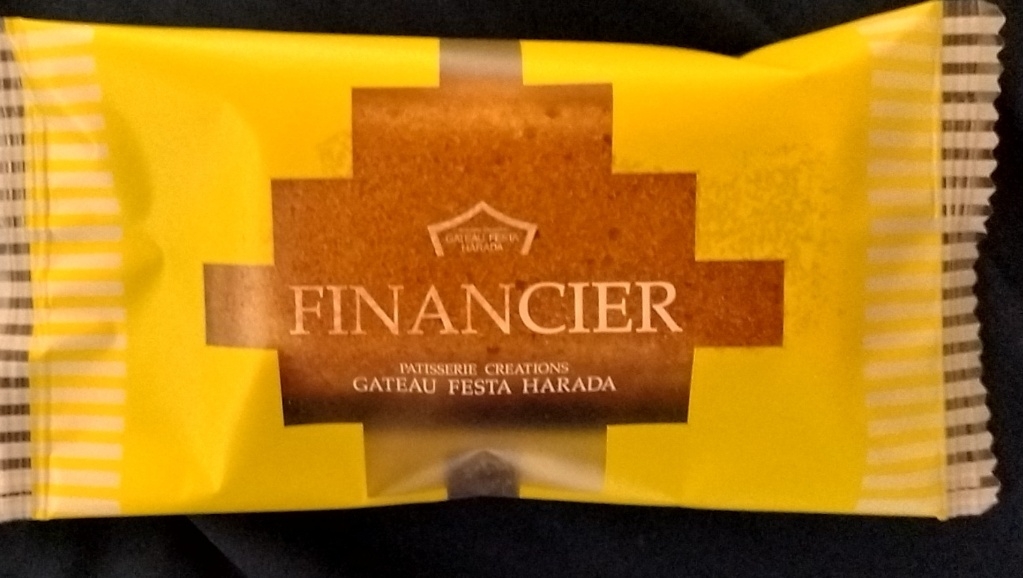 GATEAU FESTA
HARADA
FINANCIER
PATISSERIE CREATIONS
GATEAU FESTA HARADA